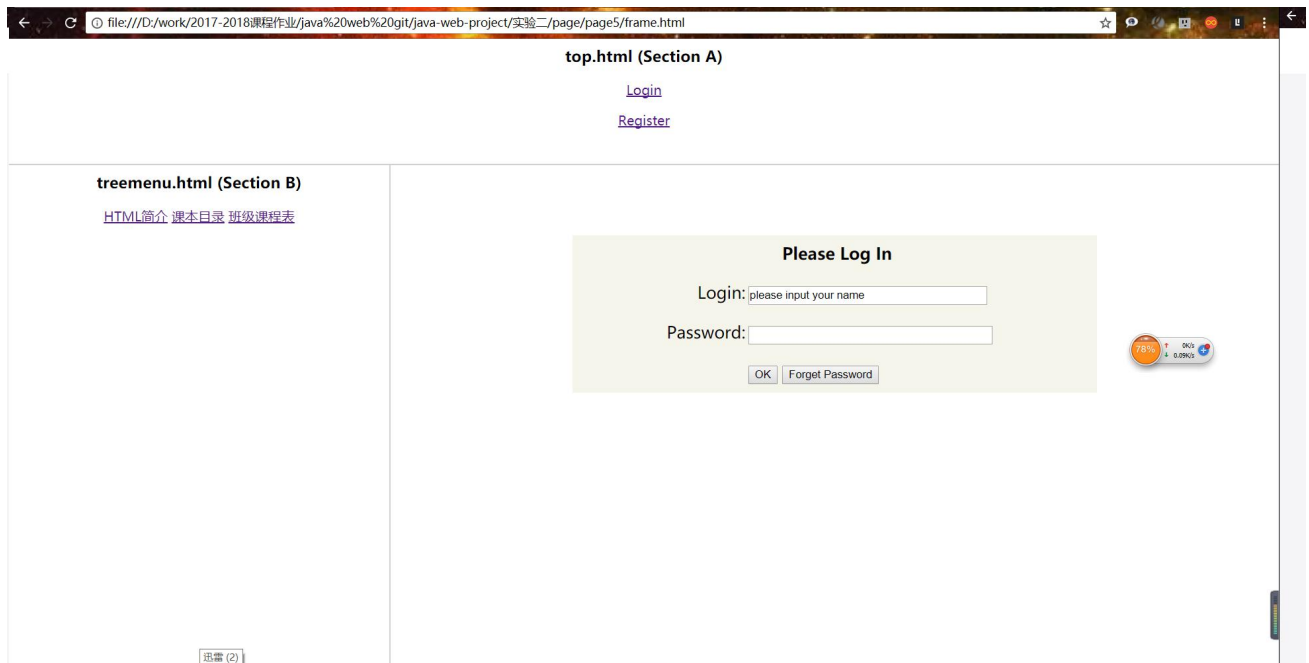 file:///D:/work/2017-2018课程作业/java%20web%20git/java-web-project/实验二/page/page5/frame.html
top.html (Section A)
Login
Register
treemenu.html (Section B)
HTML简介 课本目录 班级课程表
Please Log In
Login: please input your name
Password:
OK Forget Password
78%
0K/s
0.09K/s
迅雷 (2)